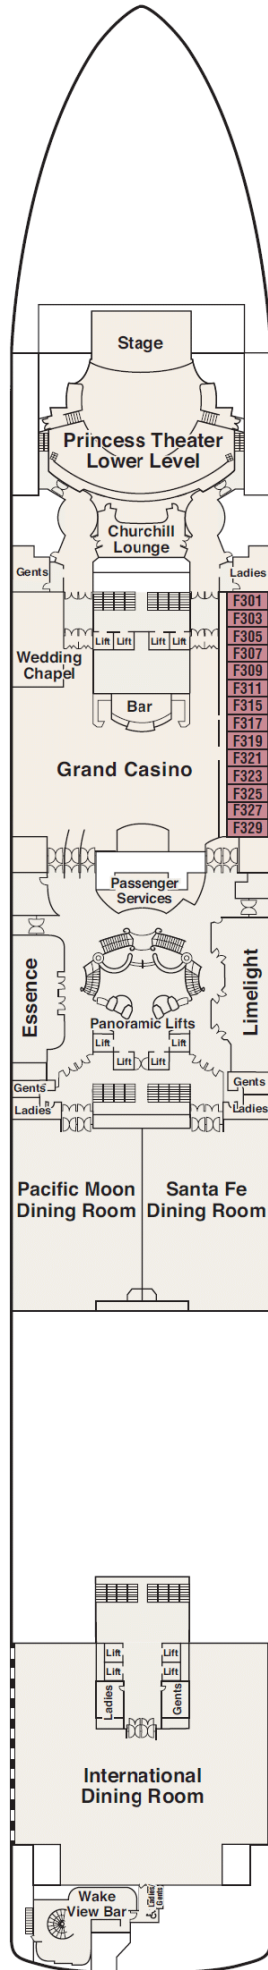 Stage
Princess Theater
Lower Level
Churchill
Lounge
Gents
Ladies
F301
F303
F305
F307
F309
F311
F315
F317
F319
F321
F323
F325
F327
F329
Lift
Lift
Lift
Lift
Wedding
Chapel
Bar
Grand Casino
Passenger
Services
Essence
Limelight
Panoramic Lifts
Lift
Lift
Lift
Lift
Gents
Ladies
Gents
Ladies
Pacific Moon
Dining Room
Santa Fe
Dining Room
Lift
Lift
Lift
Lift
Ladies
Gents
International
Dining Room
Wake
View Bar
Ladies
Gents